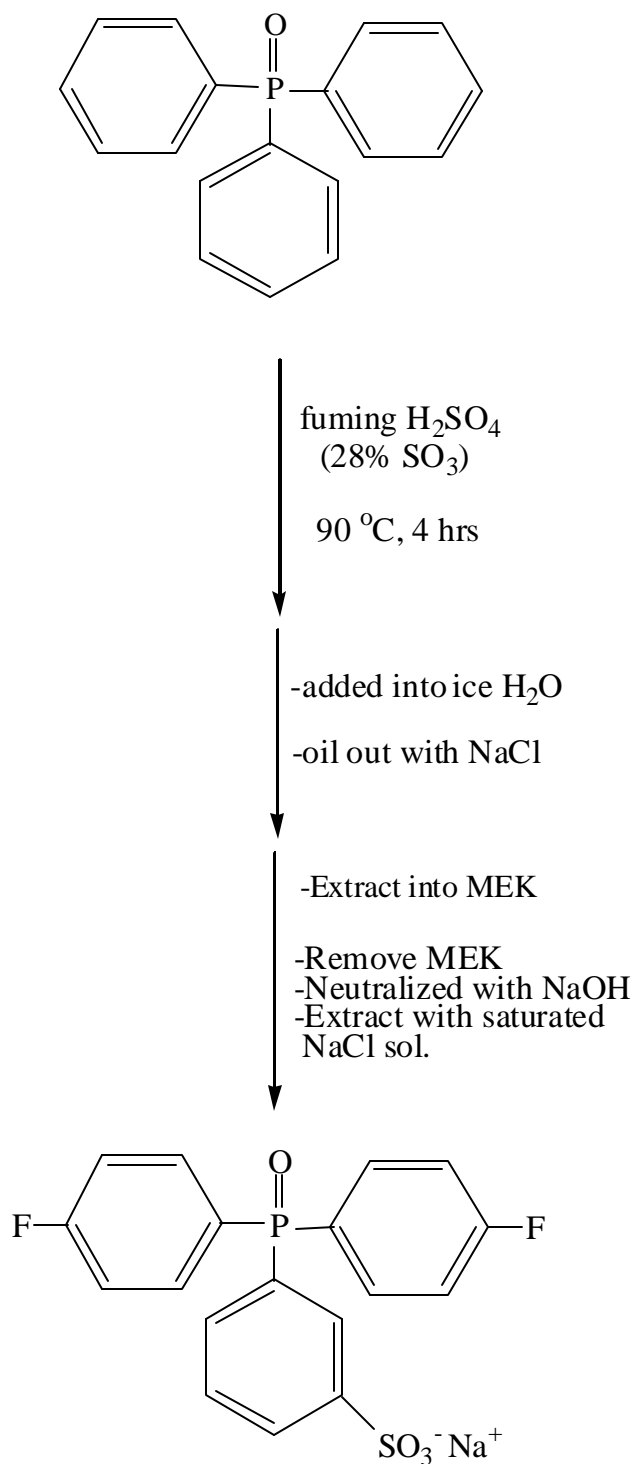 O
P
fuming H₂SO₄
(28% SO₃)
90 °C, 4 hrs
-added into ice H₂O
-oil out with NaCl
-Extract into MEK
-Remove MEK
-Neutralized with NaOH
-Extract with saturated
NaCl sol.
O
F P F
SO₃⁻ Na⁺